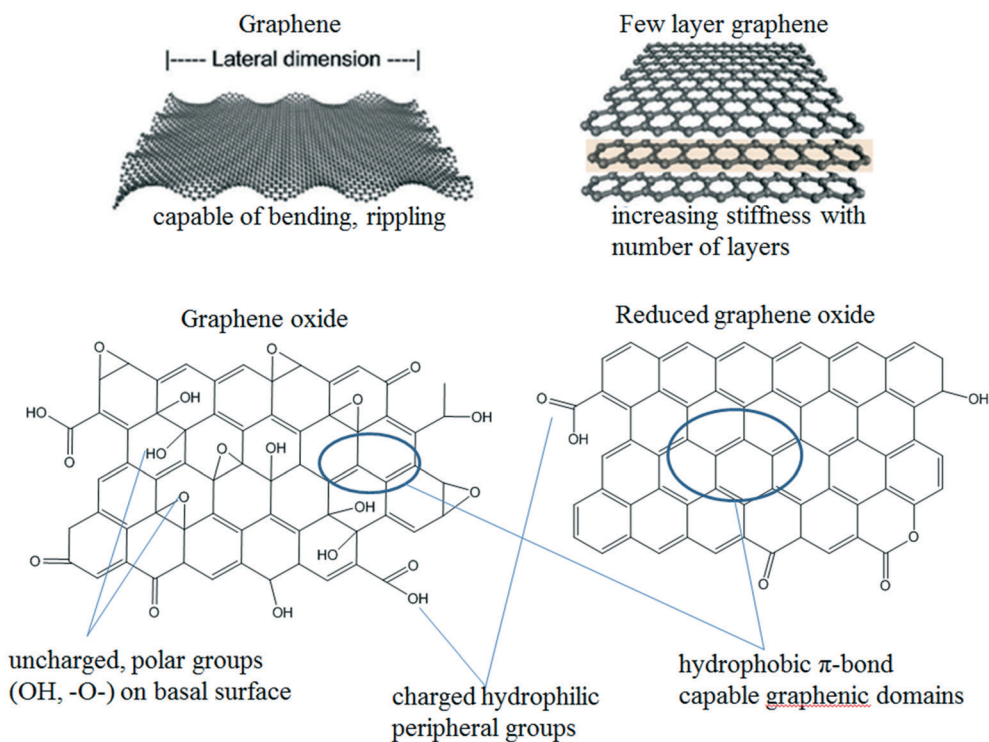 Graphene
|----- Lateral dimension ----|
capable of bending, rippling
Few layer graphene
increasing stiffness with
number of layers
Graphene oxide
O
O
O
OH
O
HO
O
OH
HO
O
OH
O
OH
O
OH
O
HO
O
O
OH
O
OH
Reduced graphene oxide
O
OH
OH
O
O
O
uncharged, polar groups
(OH, -O-) on basal surface
charged hydrophilic
peripheral groups
hydrophobic π-bond
capable graphenic domains